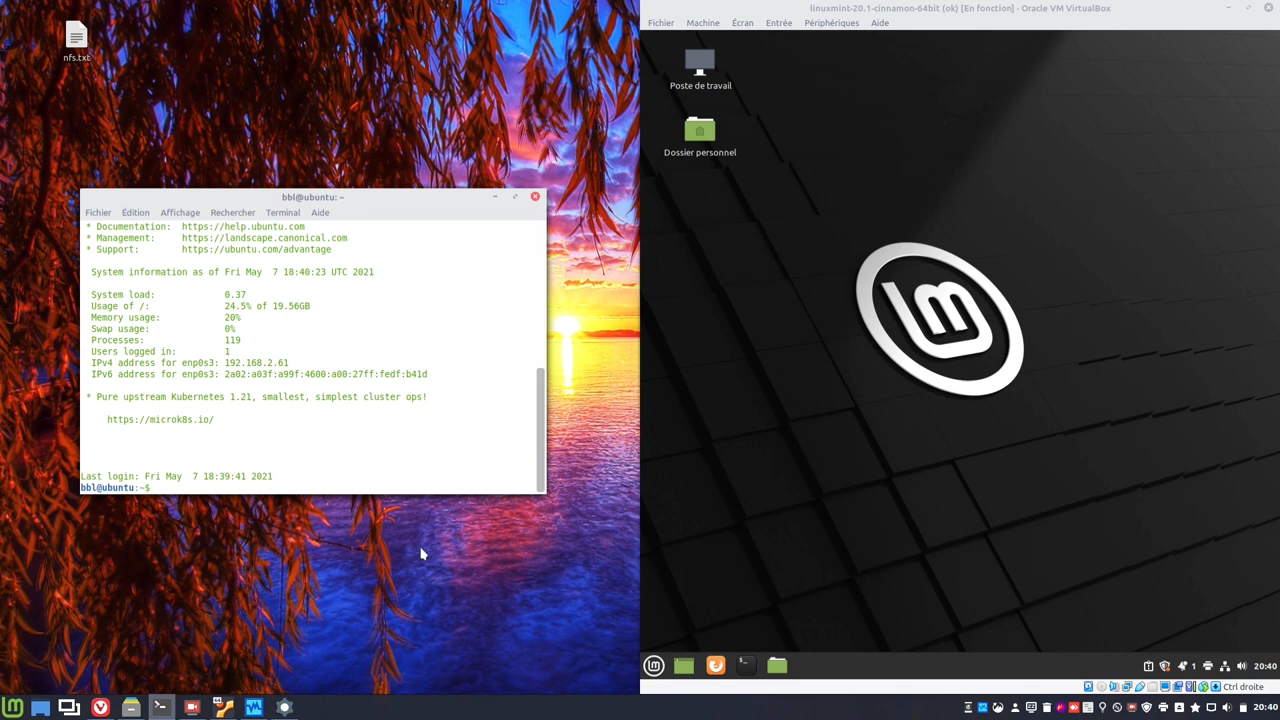 nfs.txt
bbl@ubuntu: ~
Fichier Édition Affichage Rechercher Terminal Aide
* Documentation: https://help.ubuntu.com
* Management: https://landscape.canonical.com
* Support: https://ubuntu.com/advantage
System information as of Fri May 7 18:40:23 UTC 2021
System load: 0.37
Usage of /: 24.5% of 19.56GB
Memory usage: 20%
Swap usage: 0%
Processes: 119
Users logged in: 1
IPv4 address for enp0s3: 192.168.2.61
IPv6 address for enp0s3: 2a02:a03f:a99f:4600:a00:27ff:fedf:b41d
* Pure upstream Kubernetes 1.21, smallest, simplest cluster ops!
https://microk8s.io/
Last login: Fri May 7 18:39:41 2021
bbl@ubuntu:~$
linuxmint-20.1-cinnamon-64bit (ok) [En fonction] - Oracle VM VirtualBox
Fichier Machine Écran Entrée Périphériques Aide
Poste de travail
Dossier personnel
1 20:40
Ctrl droite
20:40